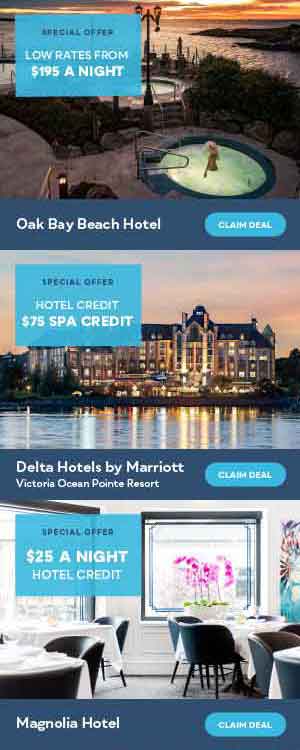 SPECIAL OFFER
LOW RATES FROM
$195 A NIGHT
Oak Bay Beach Hotel
CLAIM DEAL
SPECIAL OFFER
HOTEL CREDIT
$75 SPA CREDIT
Delta Hotels by Marriott
Victoria Ocean Pointe Resort
CLAIM DEAL
SPECIAL OFFER
$25 A NIGHT
HOTEL CREDIT
Magnolia Hotel
CLAIM DEAL